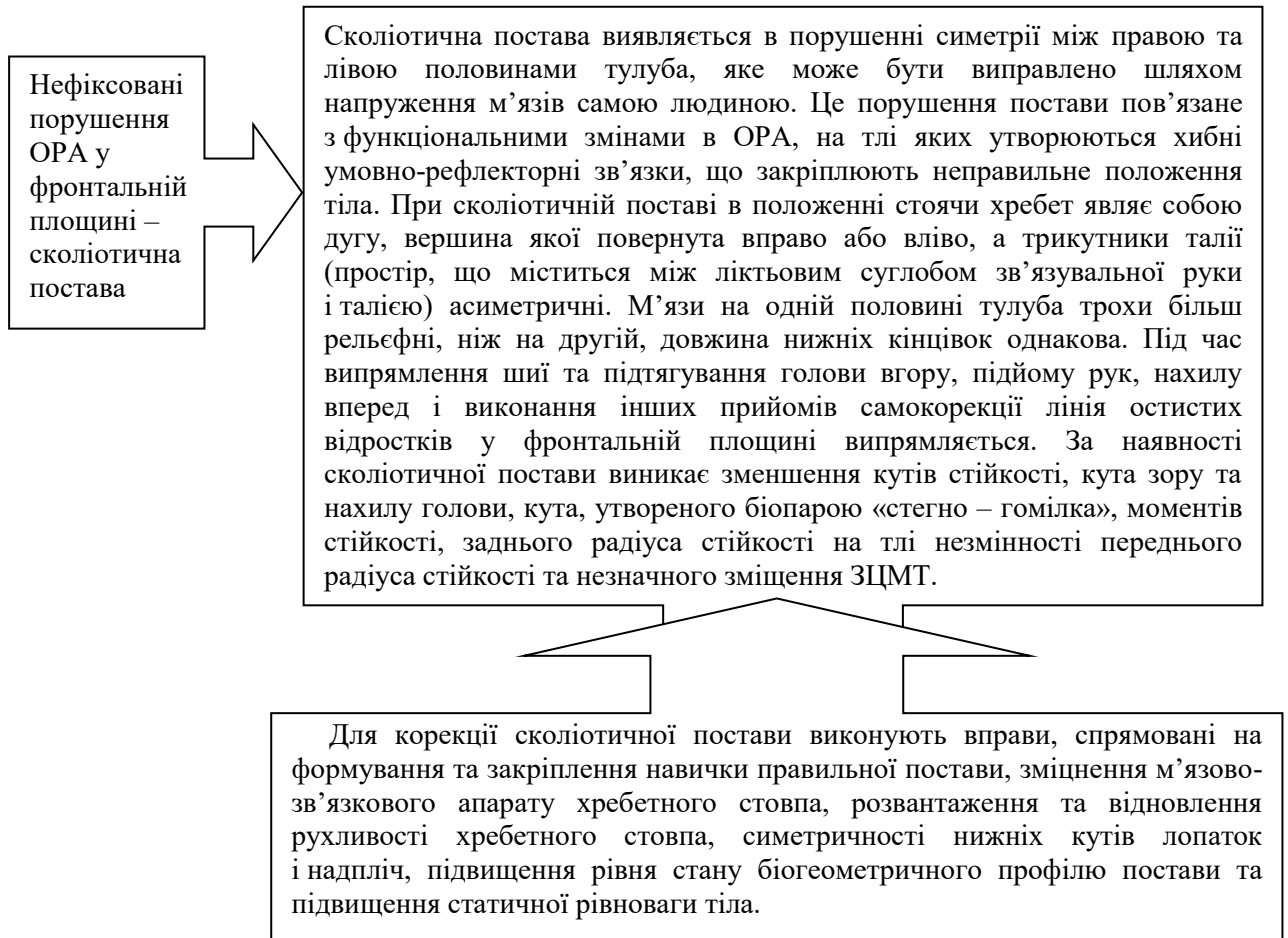 Нефіксовані
порушення
ОРА у
фронтальній
площині –
сколіотична
постава
Сколіотична постава виявляється в порушенні симетрії між правою та
лівою половинами тулуба, яке може бути виправлено шляхом
напруження м’язів самою людиною. Це порушення постави пов’язане
з функціональними змінами в ОРА, на тлі яких утворюються хибні
умовно-рефлекторні зв’язки, що закріплюють неправильне положення
тіла. При сколіотичній поставі в положенні стоячи хребет являє собою
дугу, вершина якої повернута вправо або вліво, а трикутники талії
(простір, що міститься між ліктьовим суглобом зв’язувальної руки
і талією) асиметричні. М’язи на одній половині тулуба трохи більш
рельєфні, ніж на другій, довжина нижніх кінцівок однакова. Під час
випрямлення шиї та підтягування голови вгору, підйому рук, нахилу
вперед і виконання інших прийомів самокорекції лінія остистих
відростків у фронтальній площині випрямляється. За наявності
сколіотичної постави виникає зменшення кутів стійкості, кута зору та
нахилу голови, кута, утвореного біопарою «стегно – гомілка», моментів
стійкості, заднього радіуса стійкості на тлі незмінності переднього
радіуса стійкості та незначного зміщення ЗЦМТ.
Для корекції сколіотичної постави виконують вправи, спрямовані на
формування та закріплення навички правильної постави, зміцнення м’язово-
зв’язкового апарату хребетного стовпа, розвантаження та відновлення
рухливості хребетного стовпа, симетричності нижніх кутів лопаток
і надпліч, підвищення рівня стану біогеометричного профілю постави та
підвищення статичної рівноваги тіла.